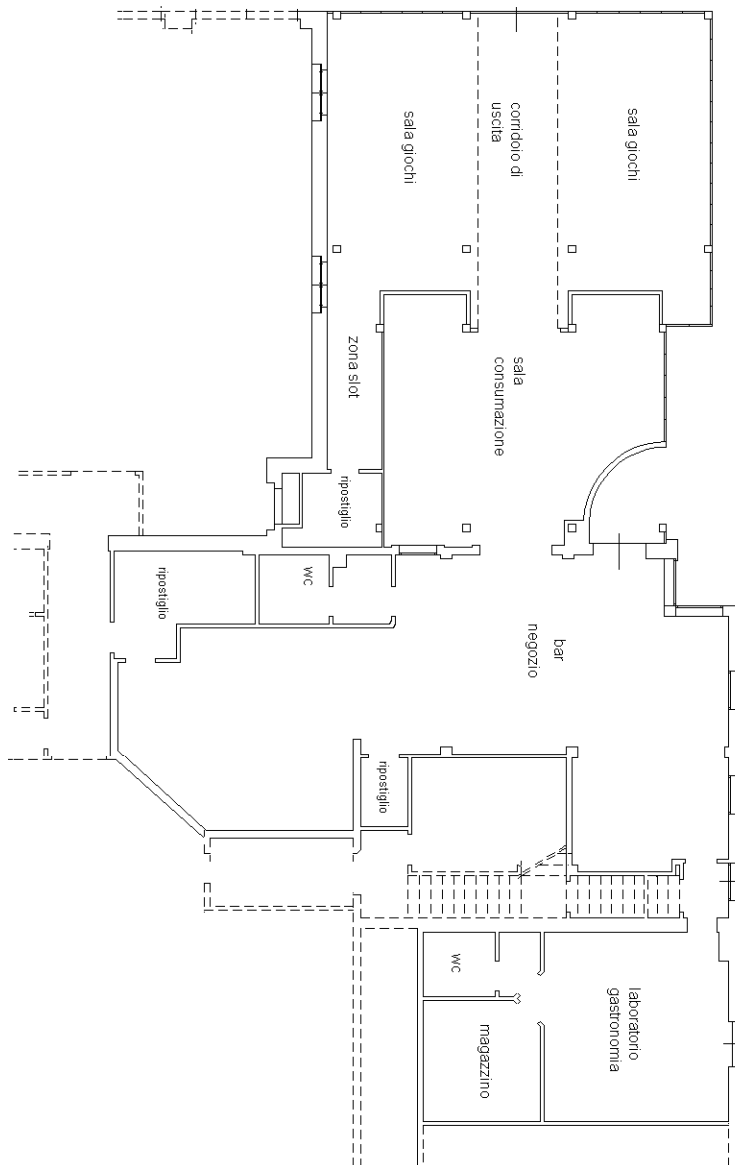 sala giochi
corridoio di
uscita
sala giochi
zona slot
sala
consumazione
ripostiglio
ripostiglio
wc
bar
negozio
ripostiglio
wc
magazzino
laboratorio
gastronomia